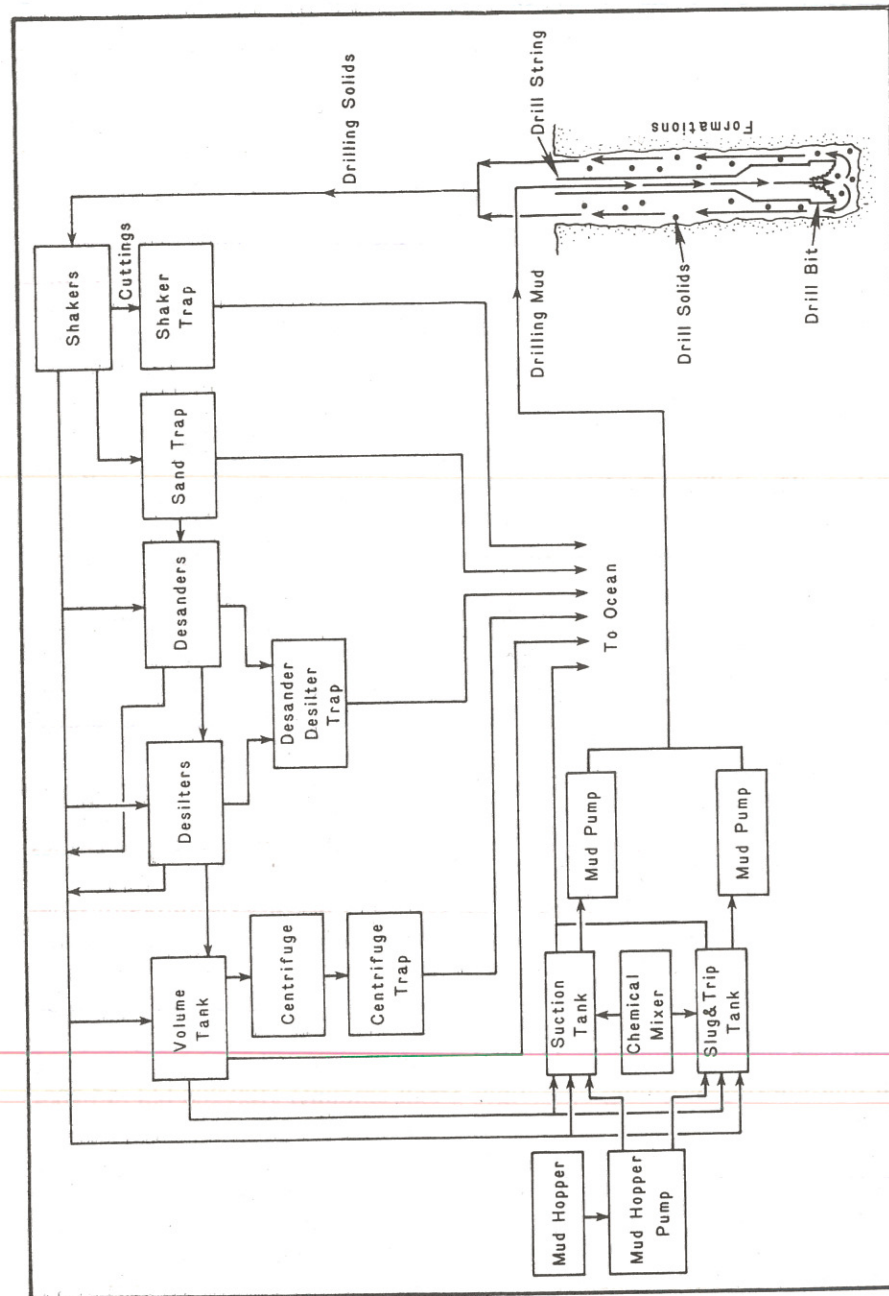 Shakers
Cuttings
Shaker
Trap
Drilling Solids
Sand Trap
Desanders
Desilters
Desander
Desilter
Trap
Volume
Tank
Centrifuge
Centrifuge
Trap
To Ocean
Drilling Mud
Drill String
Formations
Drill Solids
Drill Bit
Mud Hopper
Mud Hopper
Pump
Suction
Tank
Chemical
Mixer
Slug&Trip
Tank
Mud Pump
Mud Pump